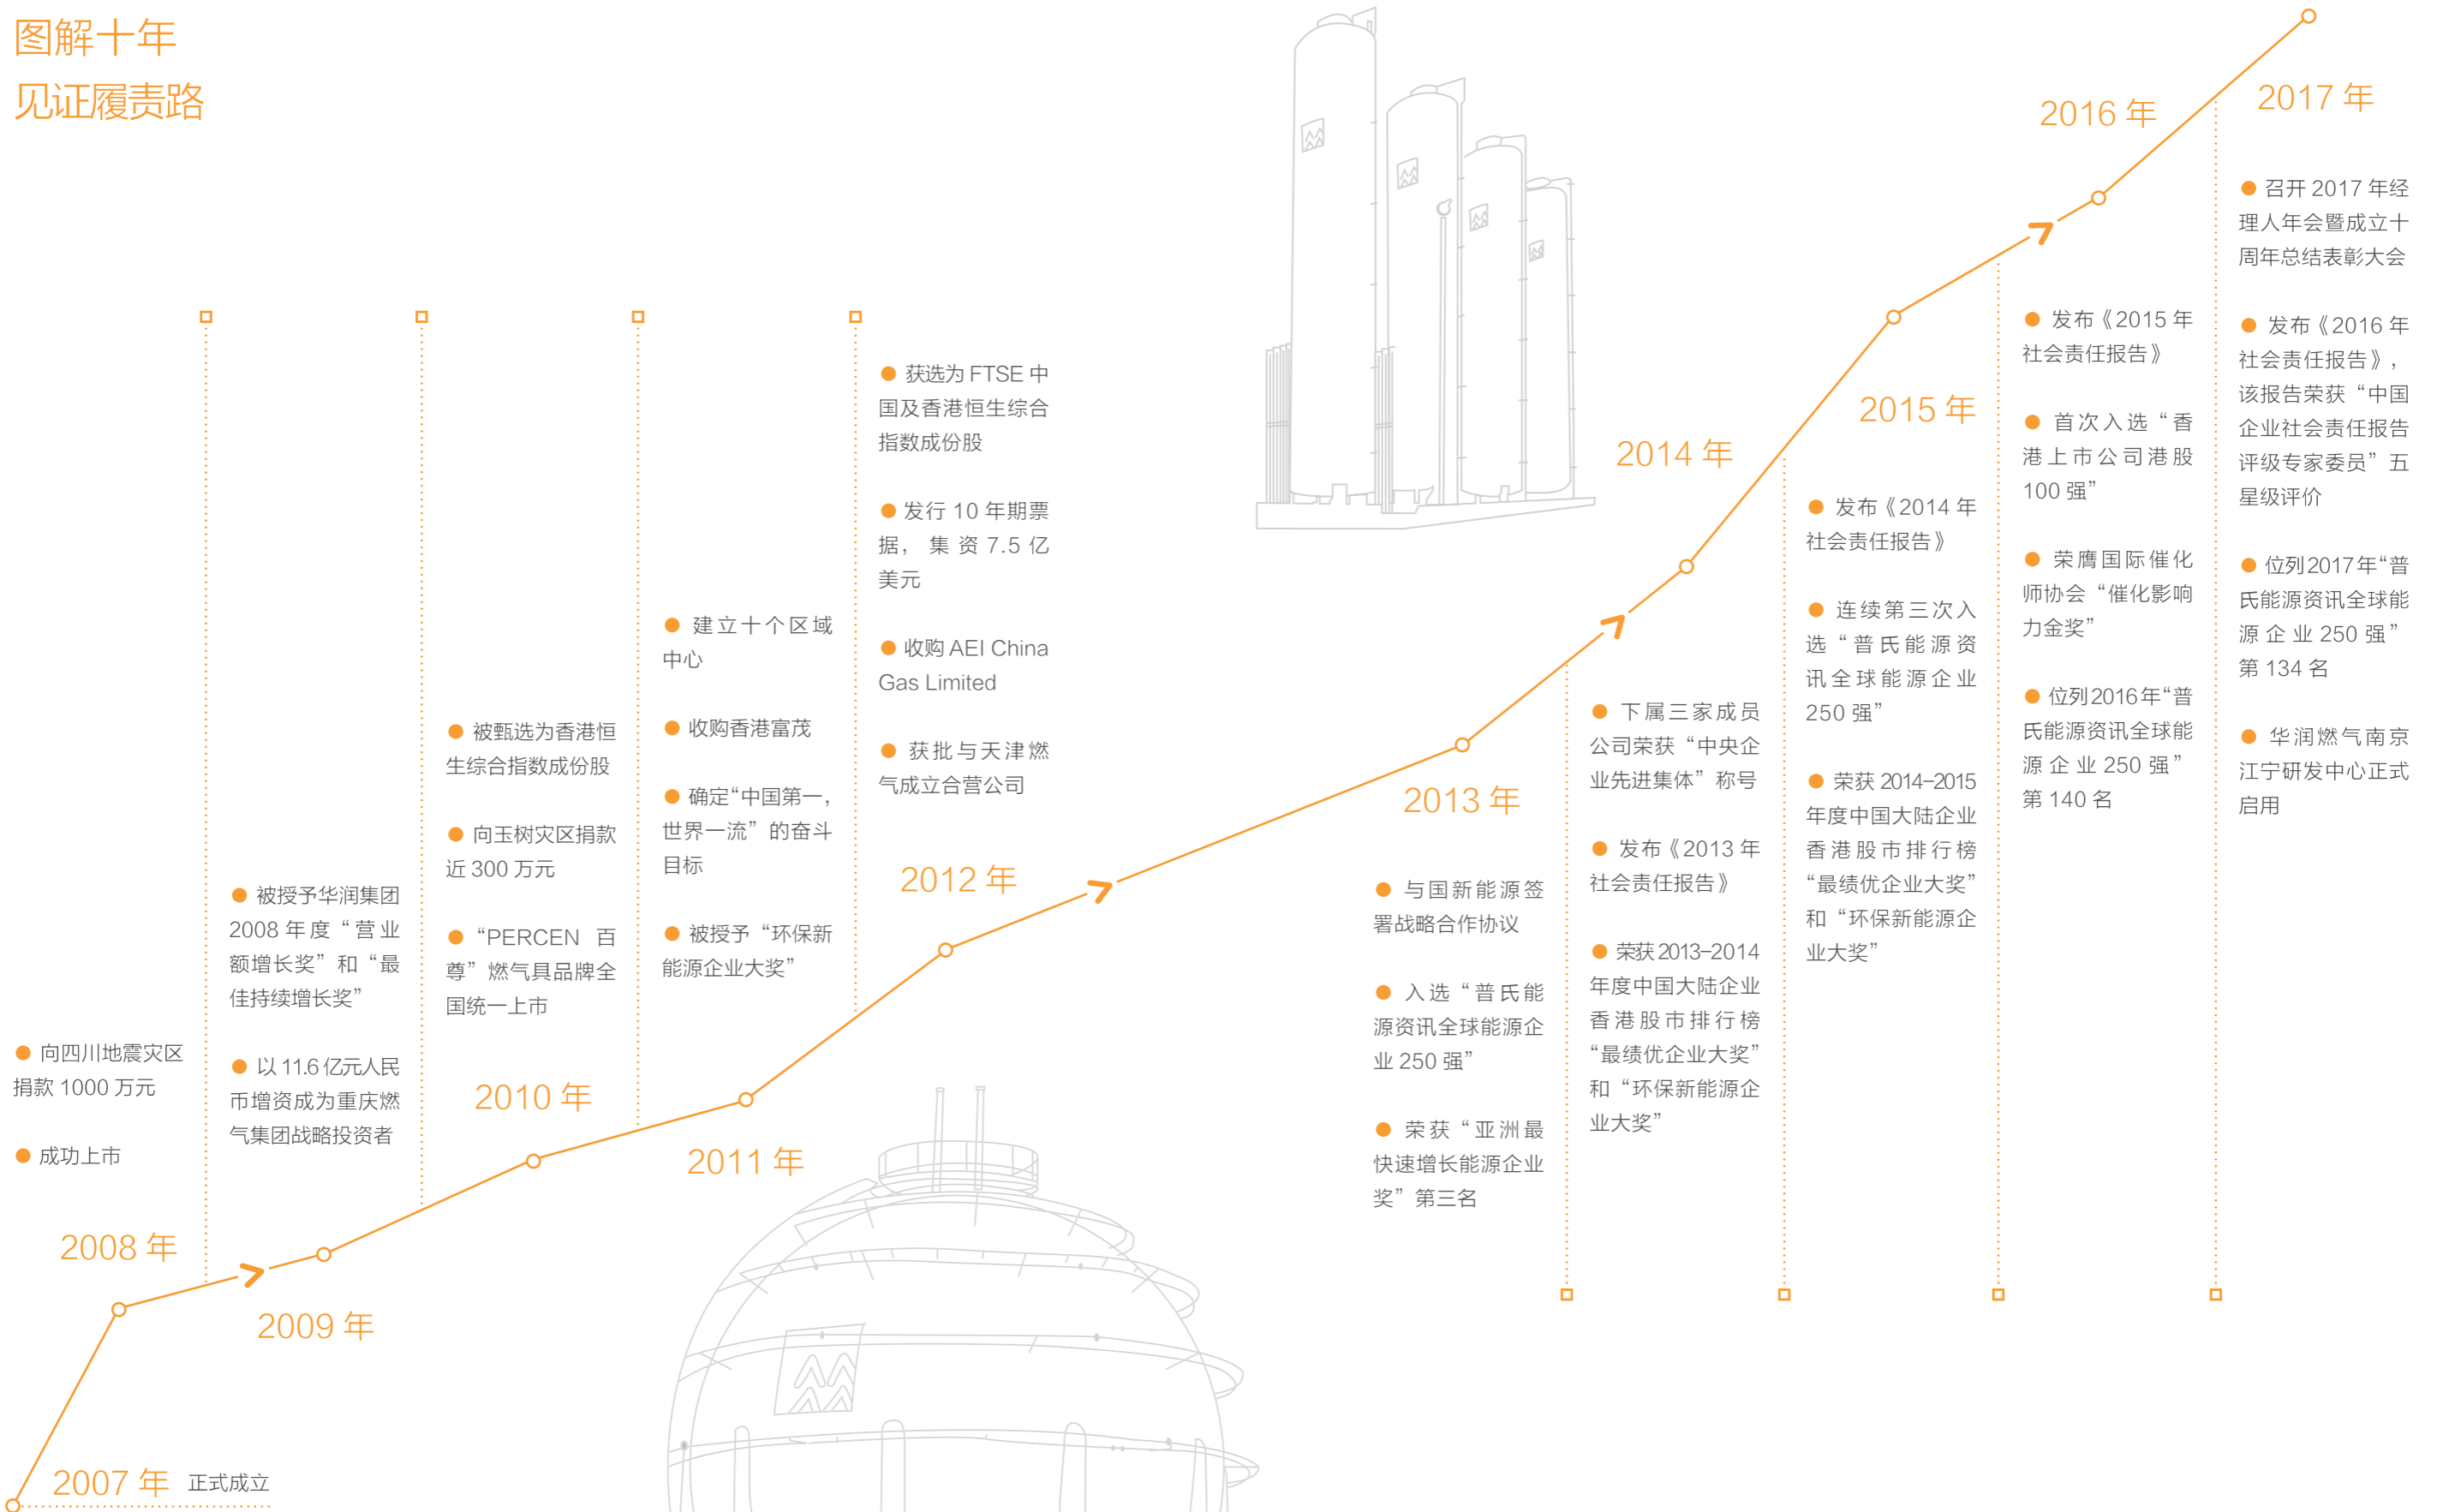 图解十年
见证履责路
2007 年 正式成立
2008 年
● 向四川地震灾区
捐款 1000 万元
● 成功上市
2009 年
● 被授予华润集团
2008 年度“营业
额增长奖”和“最
佳持续增长奖”
● 以 11.6 亿元人民
币增资成为重庆燃
气集团战略投资者
2010 年
● 被甄选为香港恒
生综合指数成份股
● 向玉树灾区捐款
近 300 万元
● “PERCEN 百
尊”燃气具品牌全
国统一上市
2011 年
● 建立十个区域
中心
● 收购香港富茂
● 确定“中国第一，
世界一流”的奋斗
目标
● 被授予“环保新
能源企业大奖”
2012 年
● 获选为 FTSE 中
国及香港恒生综合
指数成份股
● 发行 10 年期票
据，集资 7.5 亿
美元
● 收购 AEI China
Gas Limited
● 获批与天津燃
气成立合营公司
2013 年
● 与国新能源签
署战略合作协议
● 入选“普氏能
源资讯全球能源企
业 250 强”
● 荣获“亚洲最
快速增长能源企业
奖”第三名
2014 年
● 下属三家成员
公司荣获“中央企
业先进集体”称号
● 发布《2013 年
社会责任报告》
● 荣获 2013-2014
年度中国大陆企业
香港股市排行榜
“最绩优企业大奖”
和“环保新能源企
业大奖”
2015 年
● 发布《2014 年
社会责任报告》
● 连续第三次入
选“普氏能源资
讯全球能源企业
250 强”
● 荣获 2014-2015
年度中国大陆企业
香港股市排行榜
“最绩优企业大奖”
和“环保新能源企
业大奖”
2016 年
● 发布《2015 年
社会责任报告》
● 首次入选“香
港上市公司港股
100 强”
● 荣膺国际催化
师协会“催化影响
力金奖”
● 位列2016年“普
氏能源资讯全球能
源企业 250 强”
第 140 名
2017 年
● 召开 2017 年经
理人年会暨成立十
周年总结表彰大会
● 发布《2016 年
社会责任报告》，
该报告荣获“中国
企业社会责任报告
评级专家委员”五
星级评价
● 位列2017年“普
氏能源资讯全球能
源企业 250 强”
第 134 名
● 华润燃气南京
江宁研发中心正式
启用